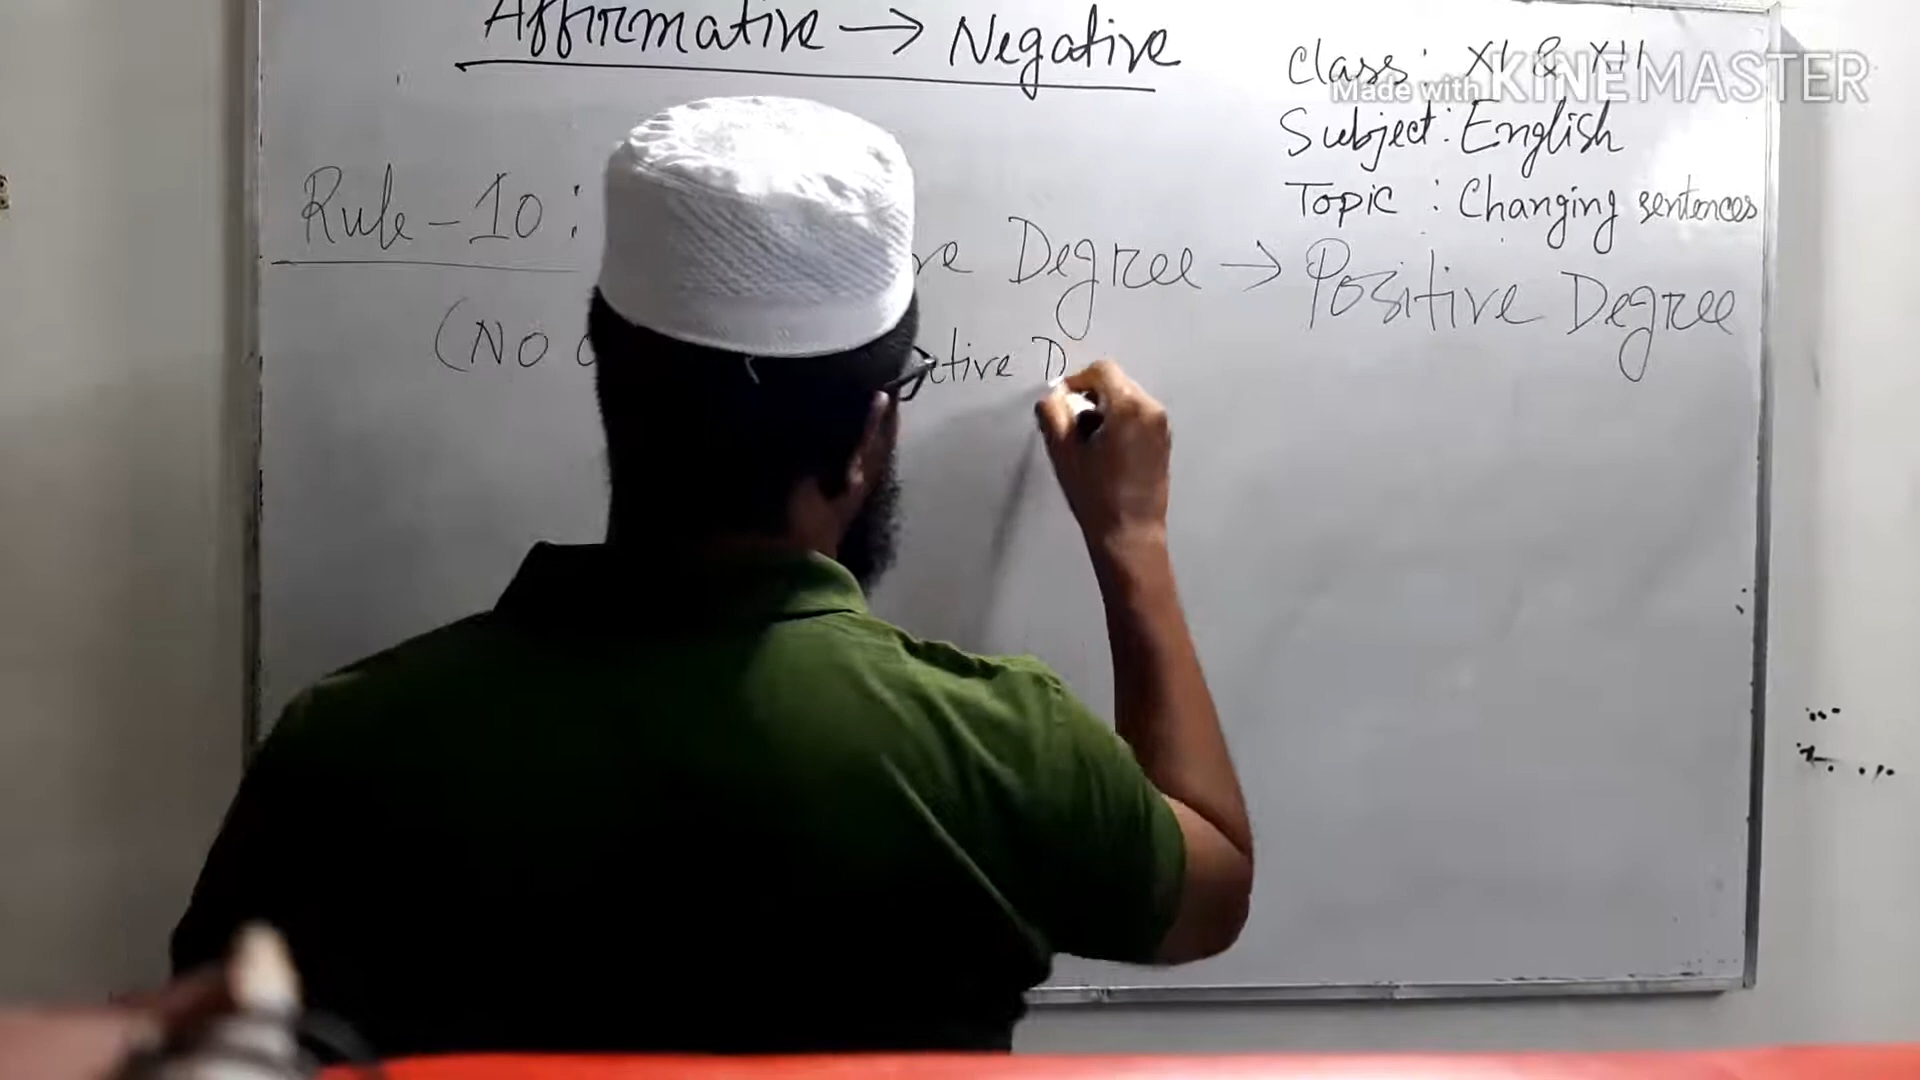 Affirmative → Negative
Class: XI & XII
Made with KINEMASTER
Subject: English
Topic : Changing sentences
Rule-10: Degree → Positive Degree
(No